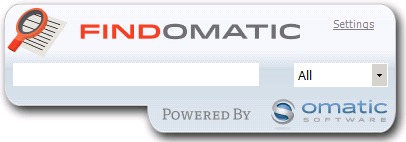 FINDOMATIC
Settings
All
POWERED BY
omatic
SOFTWARE